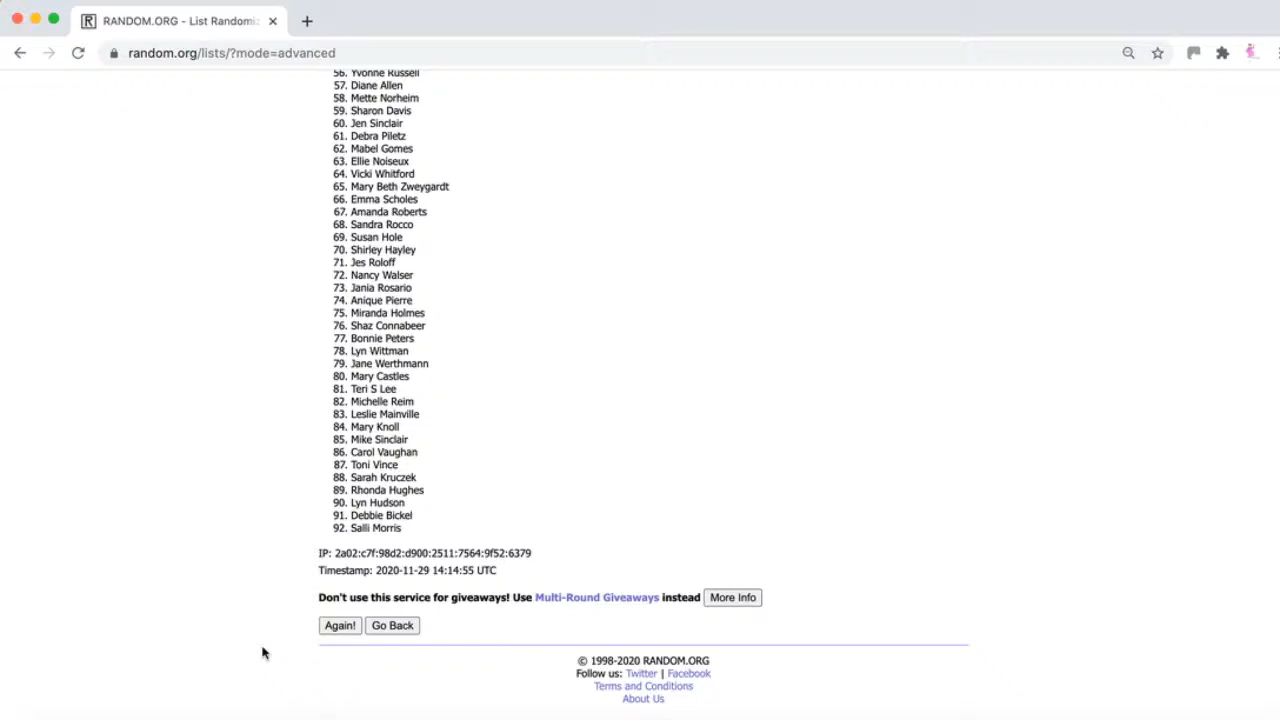 RANDOM.ORG - List Randomiz
random.org/lists/?mode=advanced
56. Yvonne Russell
57. Diane Allen
58. Mette Norheim
59. Sharon Davis
60. Jen Sinclair
61. Debra Piletz
62. Mabel Gomes
63. Ellie Noiseux
64. Vicki Whitford
65. Mary Beth Zweygardt
66. Emma Scholes
67. Amanda Roberts
68. Sandra Rocco
69. Susan Hole
70. Shirley Hayley
71. Jes Roloff
72. Nancy Walser
73. Jania Rosario
74. Anique Pierre
75. Miranda Holmes
76. Shaz Connabeer
77. Bonnie Peters
78. Lyn Wittman
79. Jane Werthmann
80. Mary Castles
81. Teri S Lee
82. Michelle Reim
83. Leslie Mainville
84. Mary Knoll
85. Mike Sinclair
86. Carol Vaughan
87. Toni Vince
88. Sarah Kruczek
89. Rhonda Hughes
90. Lyn Hudson
91. Debbie Bickel
92. Salli Morris
IP: 2a02:c7f:98d2:d900:2511:7564:9f52:6379
Timestamp: 2020-11-29 14:14:55 UTC
Don't use this service for giveaways! Use Multi-Round Giveaways instead More Info
Again! Go Back
© 1998-2020 RANDOM.ORG
Follow us: Twitter | Facebook
Terms and Conditions
About Us